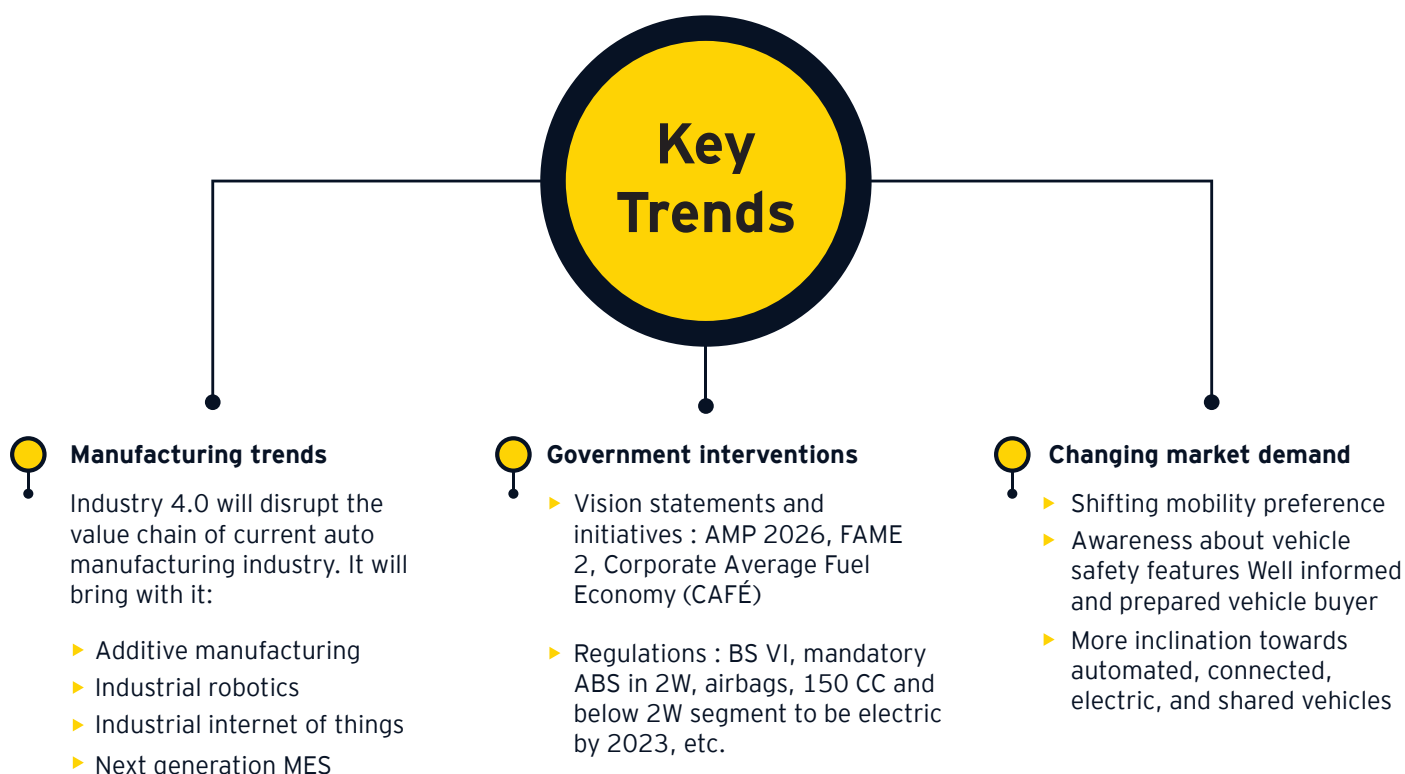 Key
Trends
Manufacturing trends
Industry 4.0 will disrupt the
value chain of current auto
manufacturing industry. It will
bring with it:
▶ Additive manufacturing
▶ Industrial robotics
▶ Industrial internet of things
▶ Next generation MES
Government interventions
▶ Vision statements and
initiatives : AMP 2026, FAME
2, Corporate Average Fuel
Economy (CAFÉ)
▶ Regulations : BS VI, mandatory
ABS in 2W, airbags, 150 CC and
below 2W segment to be electric
by 2023, etc.
Changing market demand
▶ Shifting mobility preference
▶ Awareness about vehicle
safety features Well informed
and prepared vehicle buyer
▶ More inclination towards
automated, connected,
electric, and shared vehicles